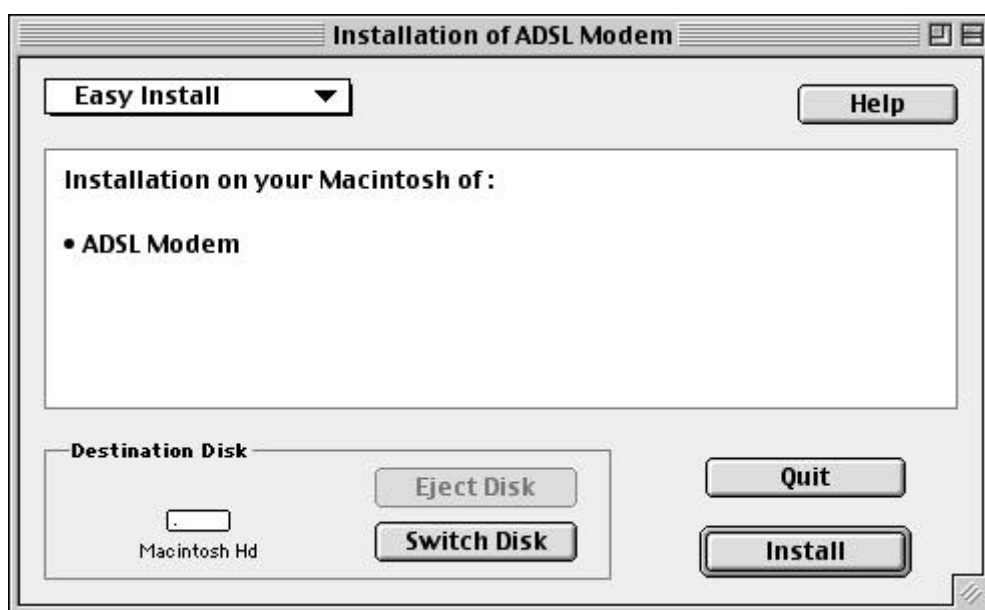 Installation of ADSL Modem
Easy Install
Help
Installation on your Macintosh of :
• ADSL Modem
Destination Disk
Eject Disk
Quit
Macintosh Hd
Switch Disk
Install